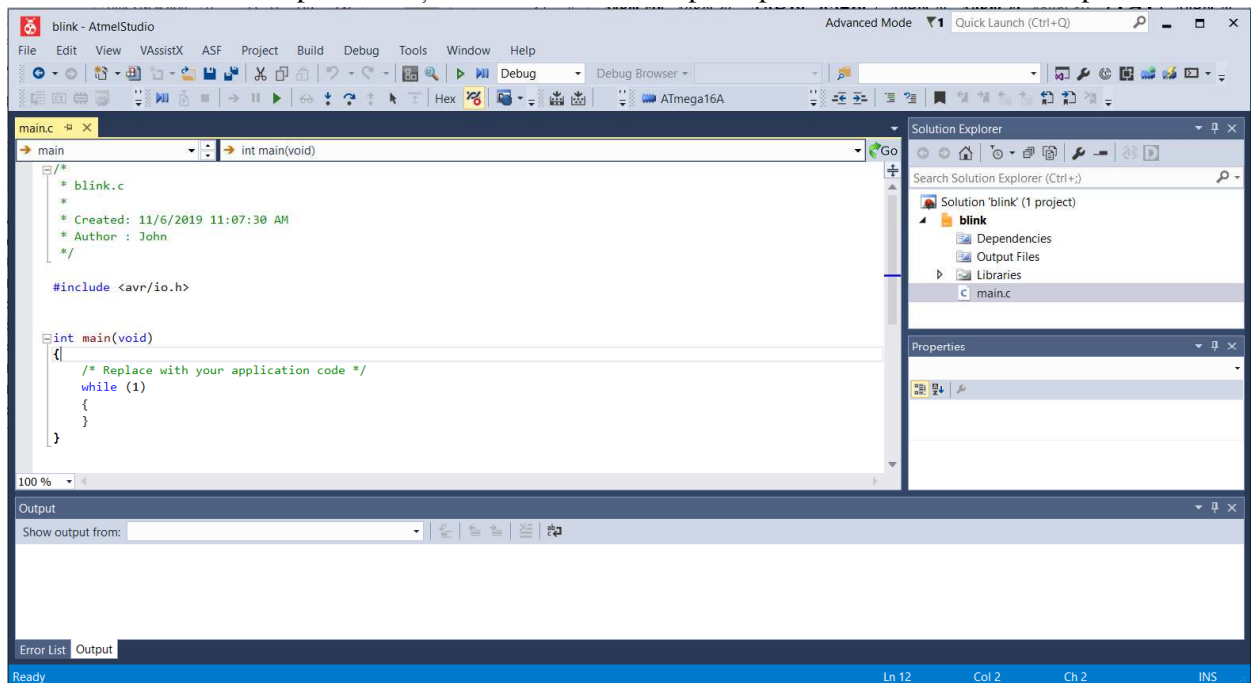 blink - AtmelStudio
Advanced Mode 1 Quick Launch (Ctrl+Q)
File Edit View VAssistX ASF Project Build Debug Tools Window Help
Debug Debug Browser
Hex ATmega16A
main.c
main int main(void) Go
/*
* blink.c
*
* Created: 11/6/2019 11:07:30 AM
* Author : John
*/
#include <avr/io.h>
int main(void)
{
/* Replace with your application code */
while (1)
{
}
}
100 %
Solution Explorer
Search Solution Explorer (Ctrl+;)
Solution 'blink' (1 project)
blink
Dependencies
Output Files
Libraries
main.c
Properties
Output
Show output from:
Error List Output
Ready Ln 12 Col 2 Ch 2 INS